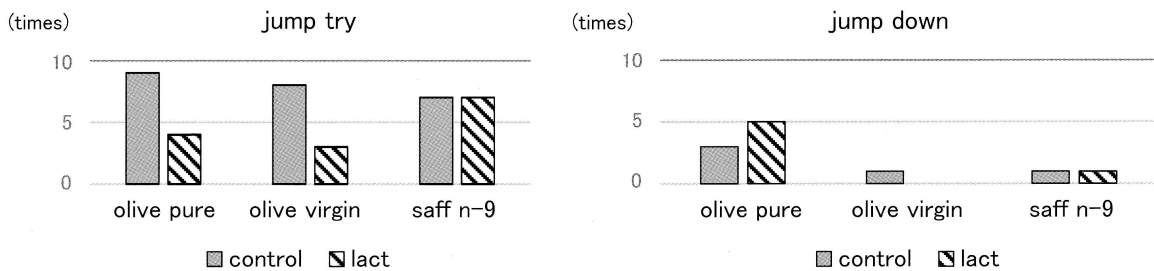 (times) jump try
10
5
0
olive pure olive virgin saff n-9
control lact
(times) jump down
10
5
0
olive pure olive virgin saff n-9
control lact